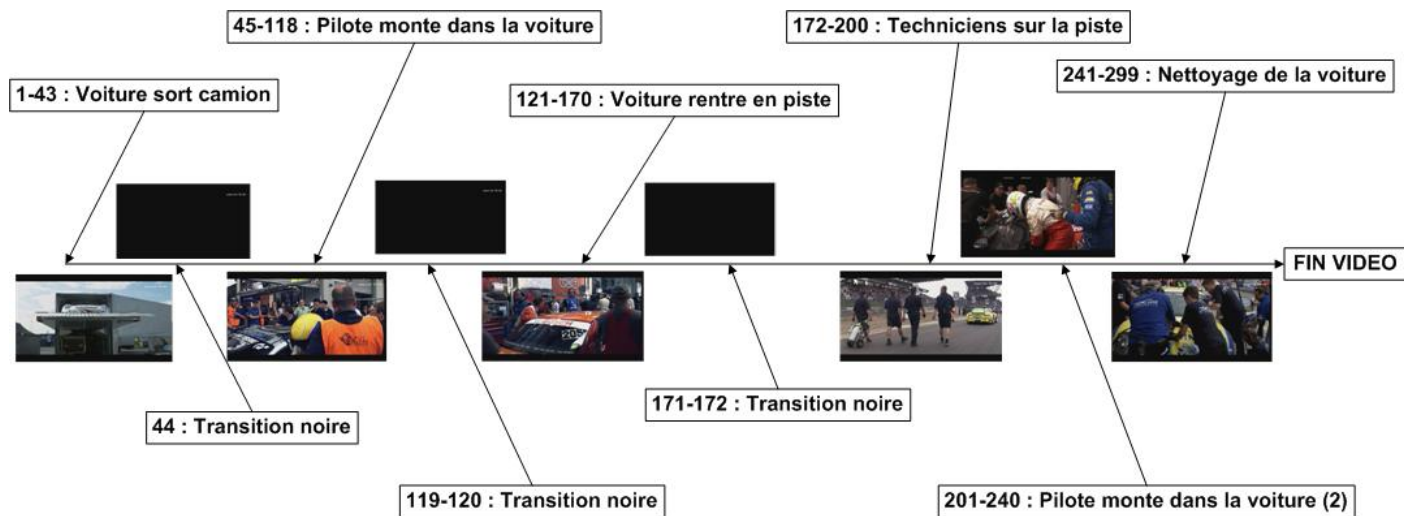 45-118 : Pilote monte dans la voiture
172-200 : Techniciens sur la piste
241-299 : Nettoyage de la voiture
1-43 : Voiture sort camion
121-170 : Voiture rentre en piste
FIN VIDEO
205
171-172 : Transition noire
44 : Transition noire
119-120 : Transition noire
201-240 : Pilote monte dans la voiture (2)